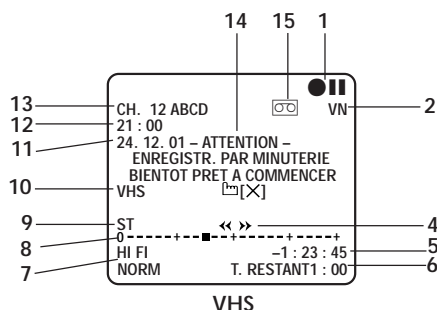 14 15 1
13 CH. 12 ABCD VN 2
12 21 : 00
11 24. 12. 01 – ATTENTION –
ENREGISTR. PAR MINUTERIE
BIENTOT PRET A COMMENCER
10 VHS [X]
9 ST 4
8 0 + + + +
7 HI FI –1 : 23 : 45 5
NORM T. RESTANT1 : 00 6
VHS